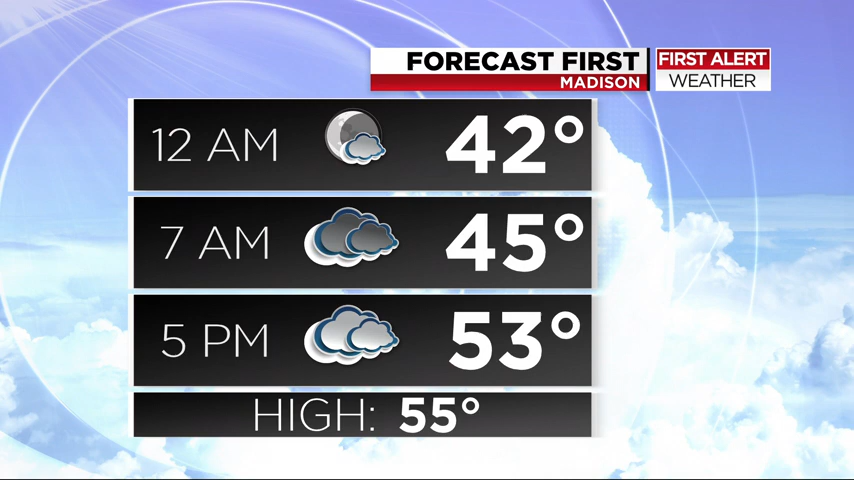 FORECAST FIRST
MADISON
FIRST ALERT
WEATHER
12 AM 42°
7 AM 45°
5 PM 53°
HIGH: 55°